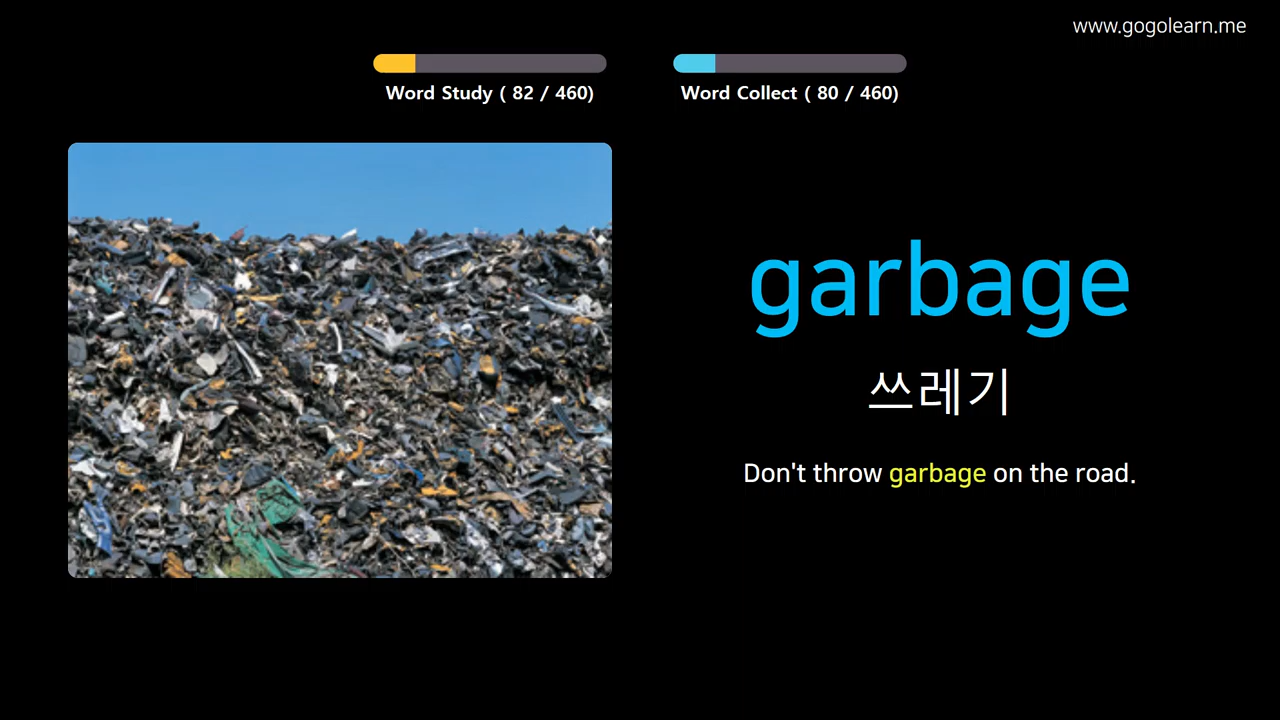 www.gogolearn.me
Word Study ( 82 / 460)
Word Collect ( 80 / 460)
garbage
쓰레기
Don't throw garbage on the road.